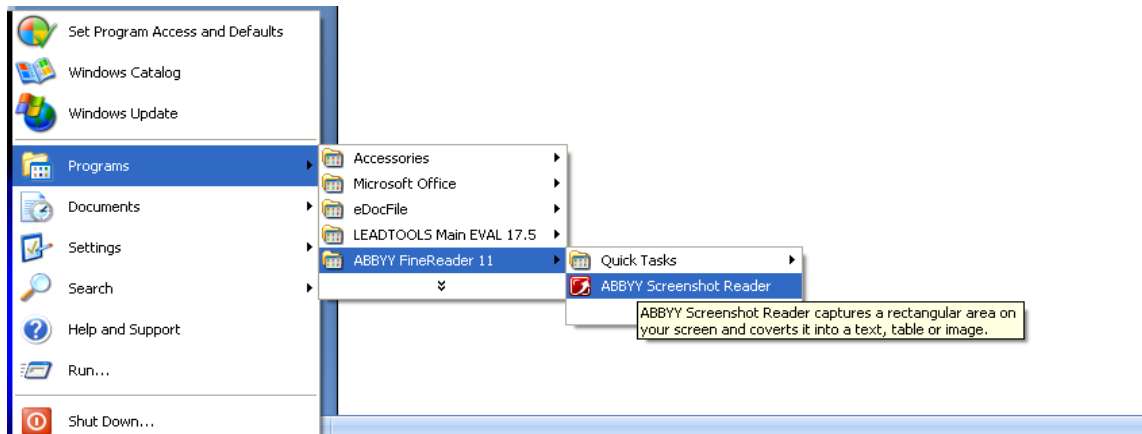 Set Program Access and Defaults
Windows Catalog
Windows Update
Programs
Documents
Settings
Search
Help and Support
Run...
Shut Down...
Accessories
Microsoft Office
eDocFile
LEADTOOLS Main EVAL 17.5
ABBYY FineReader 11
Quick Tasks
ABBYY Screenshot Reader
ABBYY Screenshot Reader captures a rectangular area on
your screen and coverts it into a text, table or image.